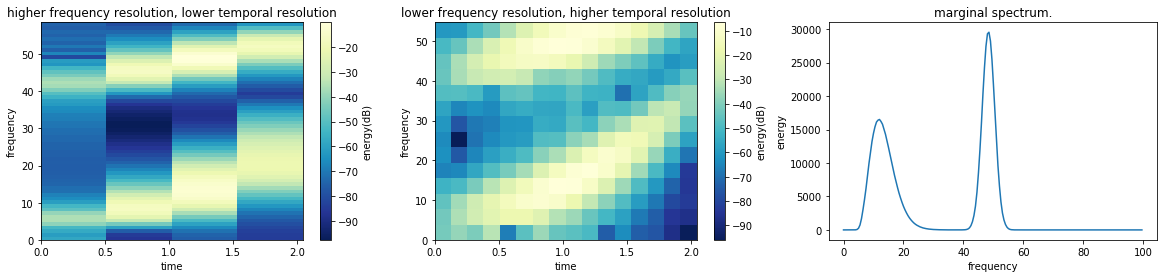 higher frequency resolution, lower temporal resolution
frequency
50
40
30
20
10
0
0.0 0.5 1.0 1.5 2.0
time
−20
−30
−40
−50
−60
−70
−80
−90
energy(dB)
lower frequency resolution, higher temporal resolution
frequency
50
40
30
20
10
0
0.0 0.5 1.0 1.5 2.0
time
−10
−20
−30
−40
−50
−60
−70
−80
−90
energy(dB)
marginal spectrum.
energy
30000
25000
20000
15000
10000
5000
0
0 20 40 60 80 100
frequency